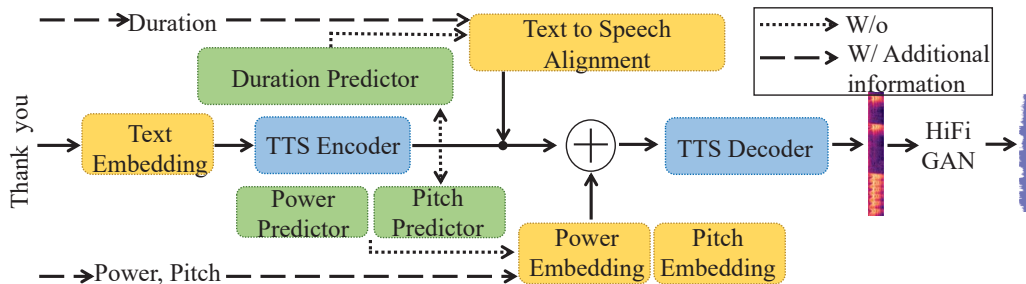 Duration
Text to Speech
Alignment
W/o
W/ Additional
information
Duration Predictor
Thank you
Text
Embedding
TTS Encoder
TTS Decoder
HiFi
GAN
Power
Predictor
Pitch
Predictor
Power
Embedding
Pitch
Embedding
Power, Pitch